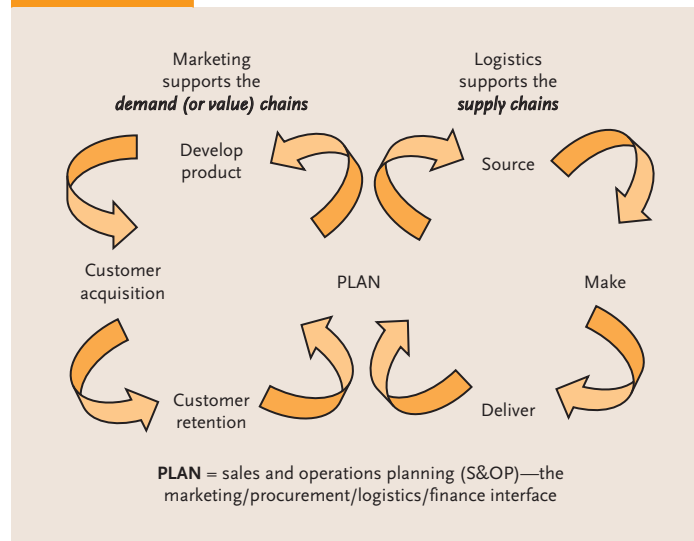 Marketing
supports the
demand (or value) chains
Logistics
supports the
supply chains
Develop
product
Source
Customer
acquisition
PLAN
Make
Customer
retention
Deliver
PLAN = sales and operations planning (S&OP)—the
marketing/procurement/logistics/finance interface